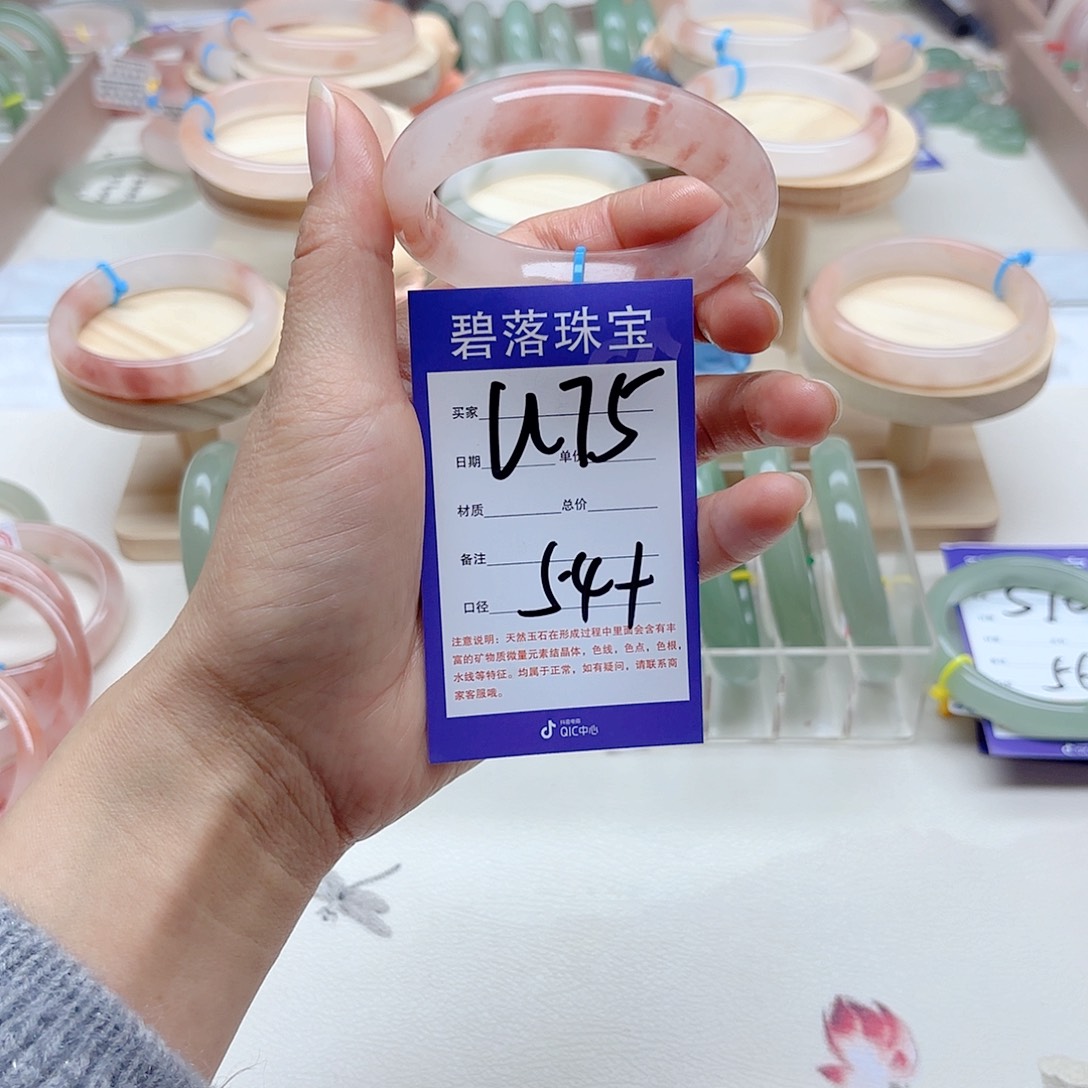 碧落珠宝
买家 U75
日期 单价
材质 总价
备注
口径 54+
注意说明：天然玉石在形成过程中里面会含有丰
富的矿物质微量元素结晶体，色线，色点，色根，
水线等特征。均属于正常，如有疑问，请联系商
家客服哦。
抖音电商
QIC中心